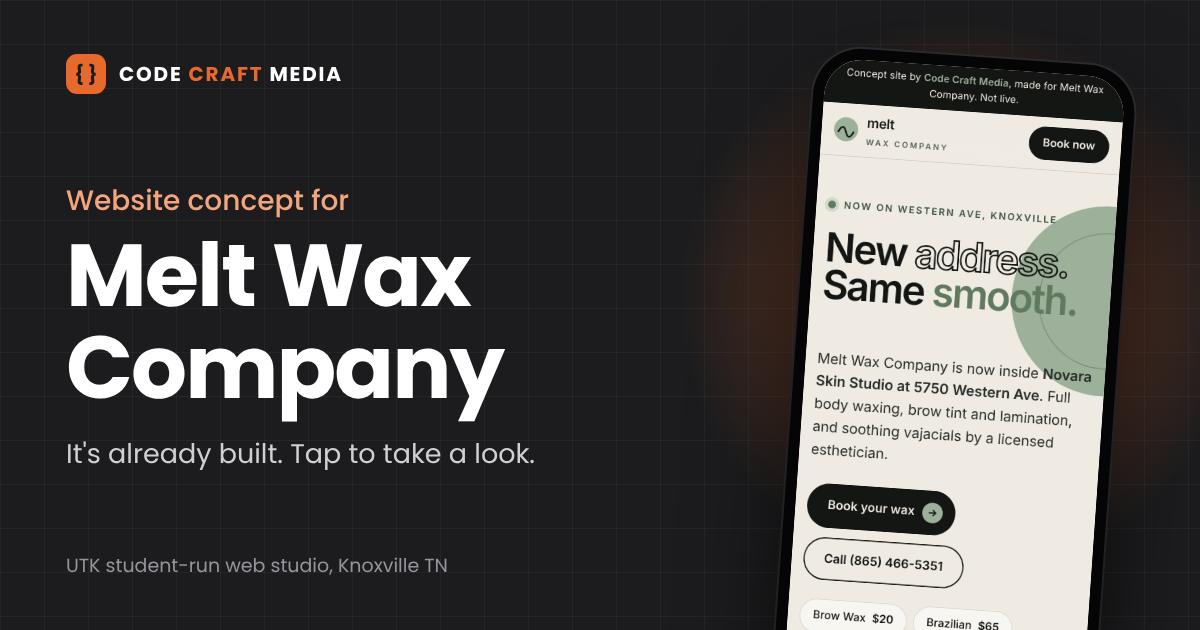 { } CODE CRAFT MEDIA
Website concept for
Melt Wax
Company
It's already built. Tap to take a look.
UTK student-run web studio, Knoxville TN
Concept site by Code Craft Media, made for Melt Wax
Company. Not live.
melt
WAX COMPANY
Book now
NOW ON WESTERN AVE, KNOXVILLE
New address.
Same smooth.
Melt Wax Company is now inside Novara
Skin Studio at 5750 Western Ave. Full
body waxing, brow tint and lamination,
and soothing vajacials by a licensed
esthetician.
Book your wax →
Call (865) 466-5351
Brow Wax $20
Brazilian $65